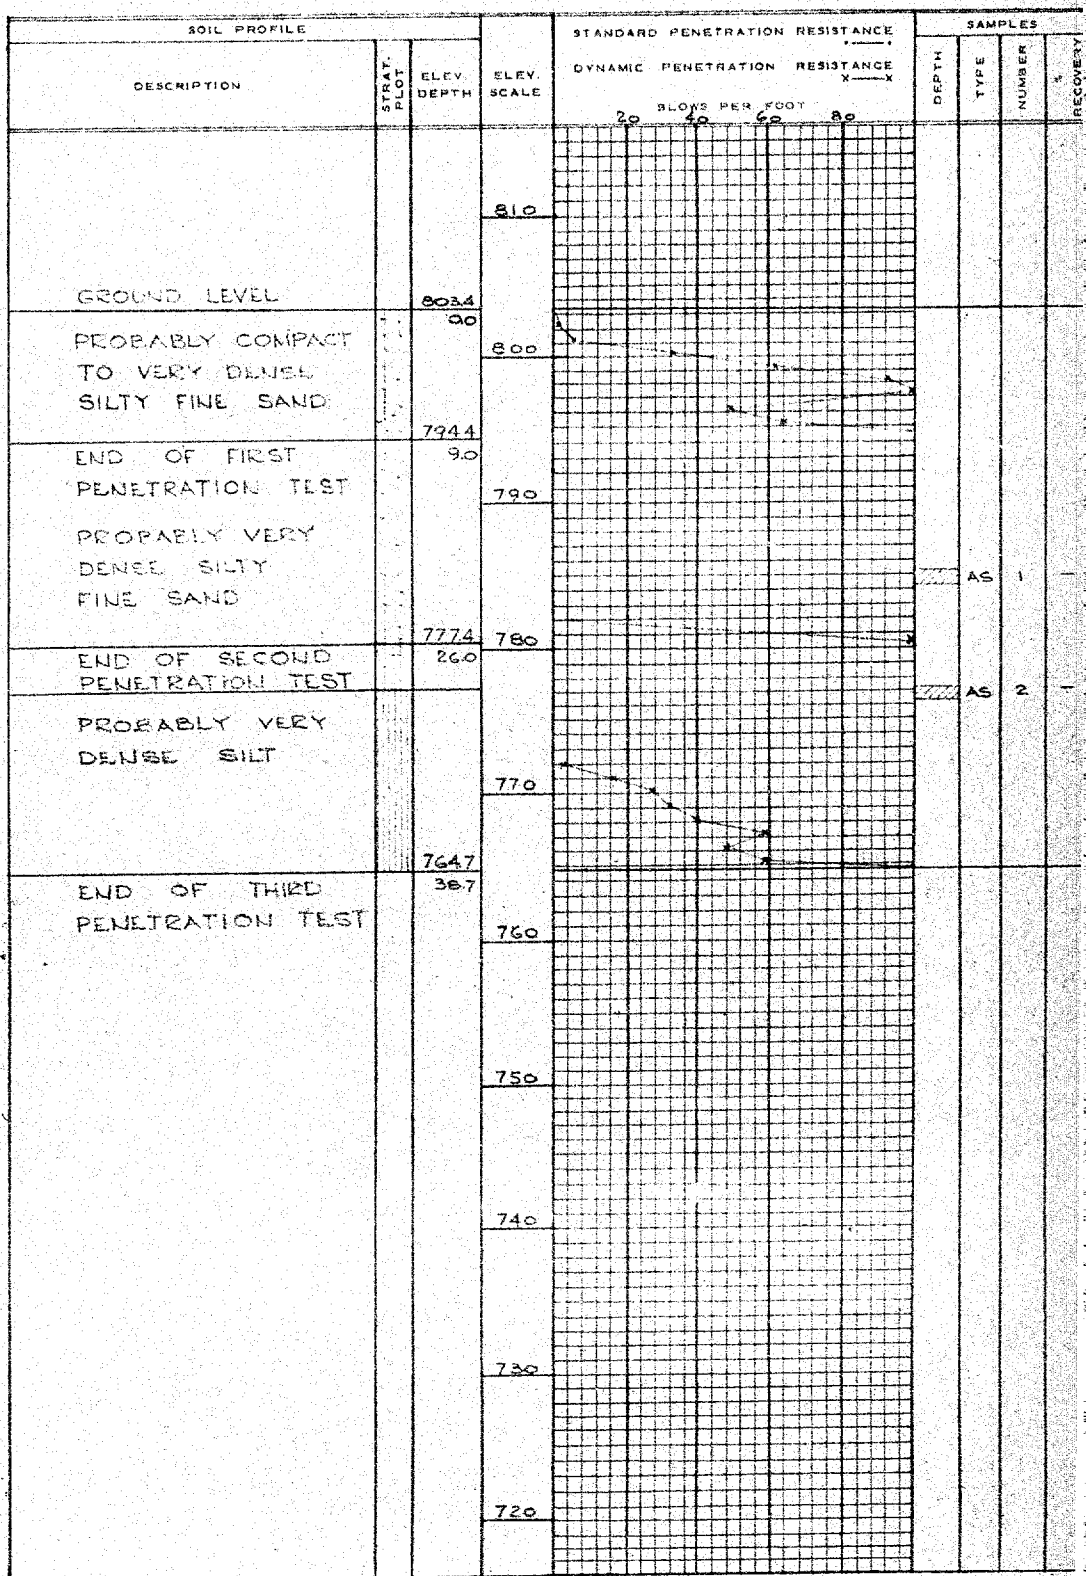 SOIL PROFILE
DESCRIPTION
STRAT. PLOT
ELEV. DEPTH
ELEV. SCALE
STANDARD PENETRATION RESISTANCE
DYNAMIC PENETRATION RESISTANCE
X——X
BLOWS PER FOOT
20 40 60 80
SAMPLES
DEPTH
TYPE
NUMBER
% RECOVERY
810
GROUND LEVEL 803.4
0.0
PROBABLY COMPACT
TO VERY DENSE
SILTY FINE SAND
800
794.4
END OF FIRST 9.0
PENETRATION TEST
790
PROBABLY VERY
DENSE SILTY
FINE SAND
AS 1 —
777.4 780
END OF SECOND 26.0
PENETRATION TEST
AS 2 —
PROBABLY VERY
DENSE SILT
770
764.7
END OF THIRD 38.7
PENETRATION TEST
760
750
740
730
720